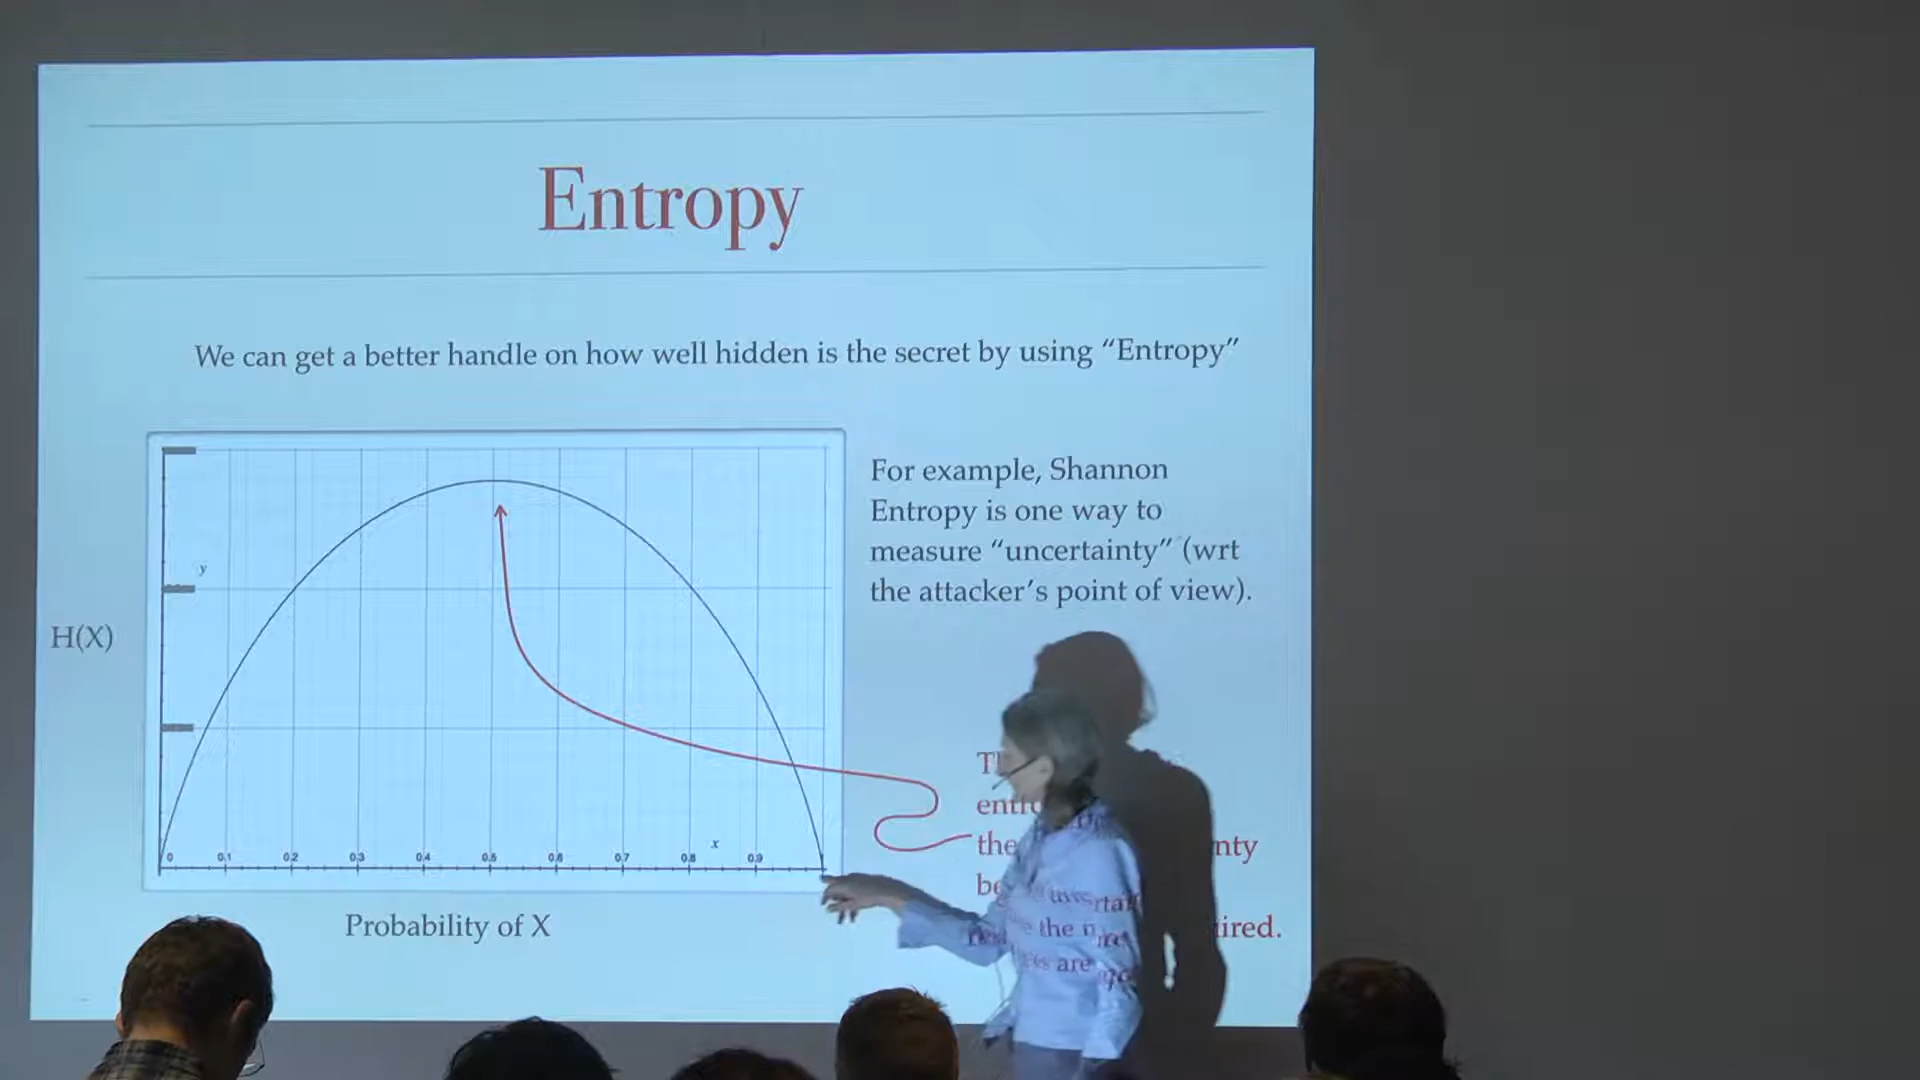 Entropy
We can get a better handle on how well hidden is the secret by using “Entropy”
For example, Shannon
Entropy is one way to
measure “uncertainty” (wrt
the attacker’s point of view).
y
H(X)
the
x
0 0.1 0.2 0.3 0.4 0.5 0.6 0.7 0.8 0.9
Probability of X
the
are